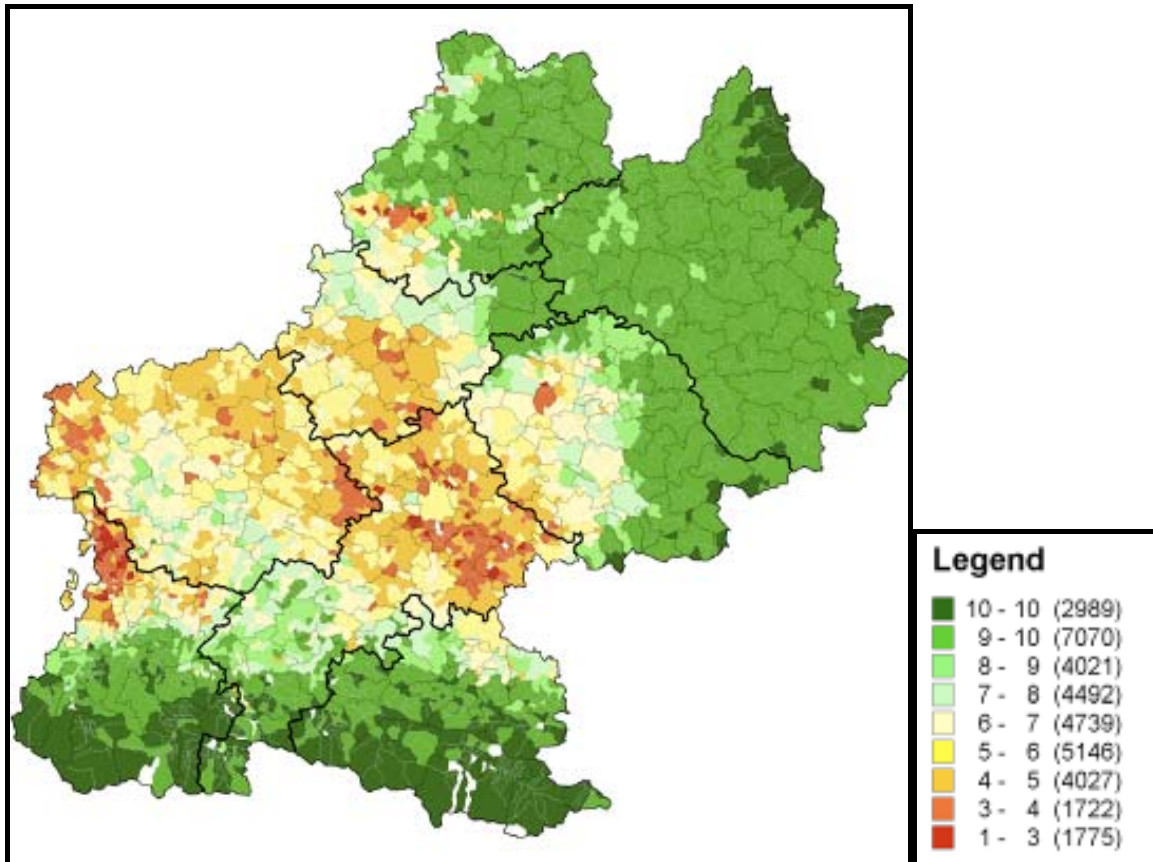 Legend
10 - 10 (2989)
9 - 10 (7070)
8 - 9 (4021)
7 - 8 (4492)
6 - 7 (4739)
5 - 6 (5146)
4 - 5 (4027)
3 - 4 (1722)
1 - 3 (1775)